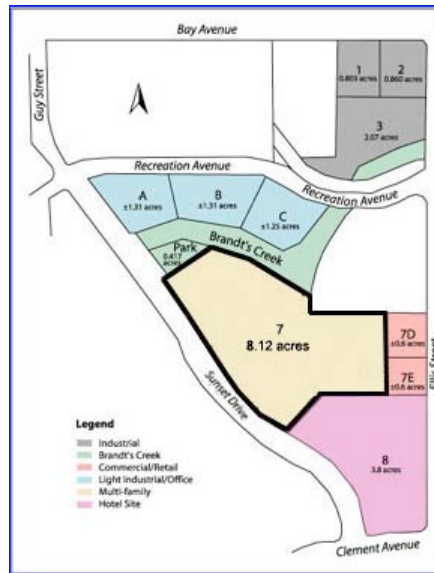 Bay Avenue
Guy Street
1
0.803 acres
2
0.860 acres
3
2.07 acres
Recreation Avenue
Recreation Avenue
A
±1.31 acres
B
±1.31 acres
C
±1.25 acres
Brandt's Creek
Park
0.417
acres
7
8.12 acres
7D
±0.6 acres
7E
±0.6 acres
Ellis Street
Sunset Drive
8
3.8 acres
Legend
Industrial
Brandt's Creek
Commercial/Retail
Light industrial/Office
Multi-family
Hotel Site
Clement Avenue